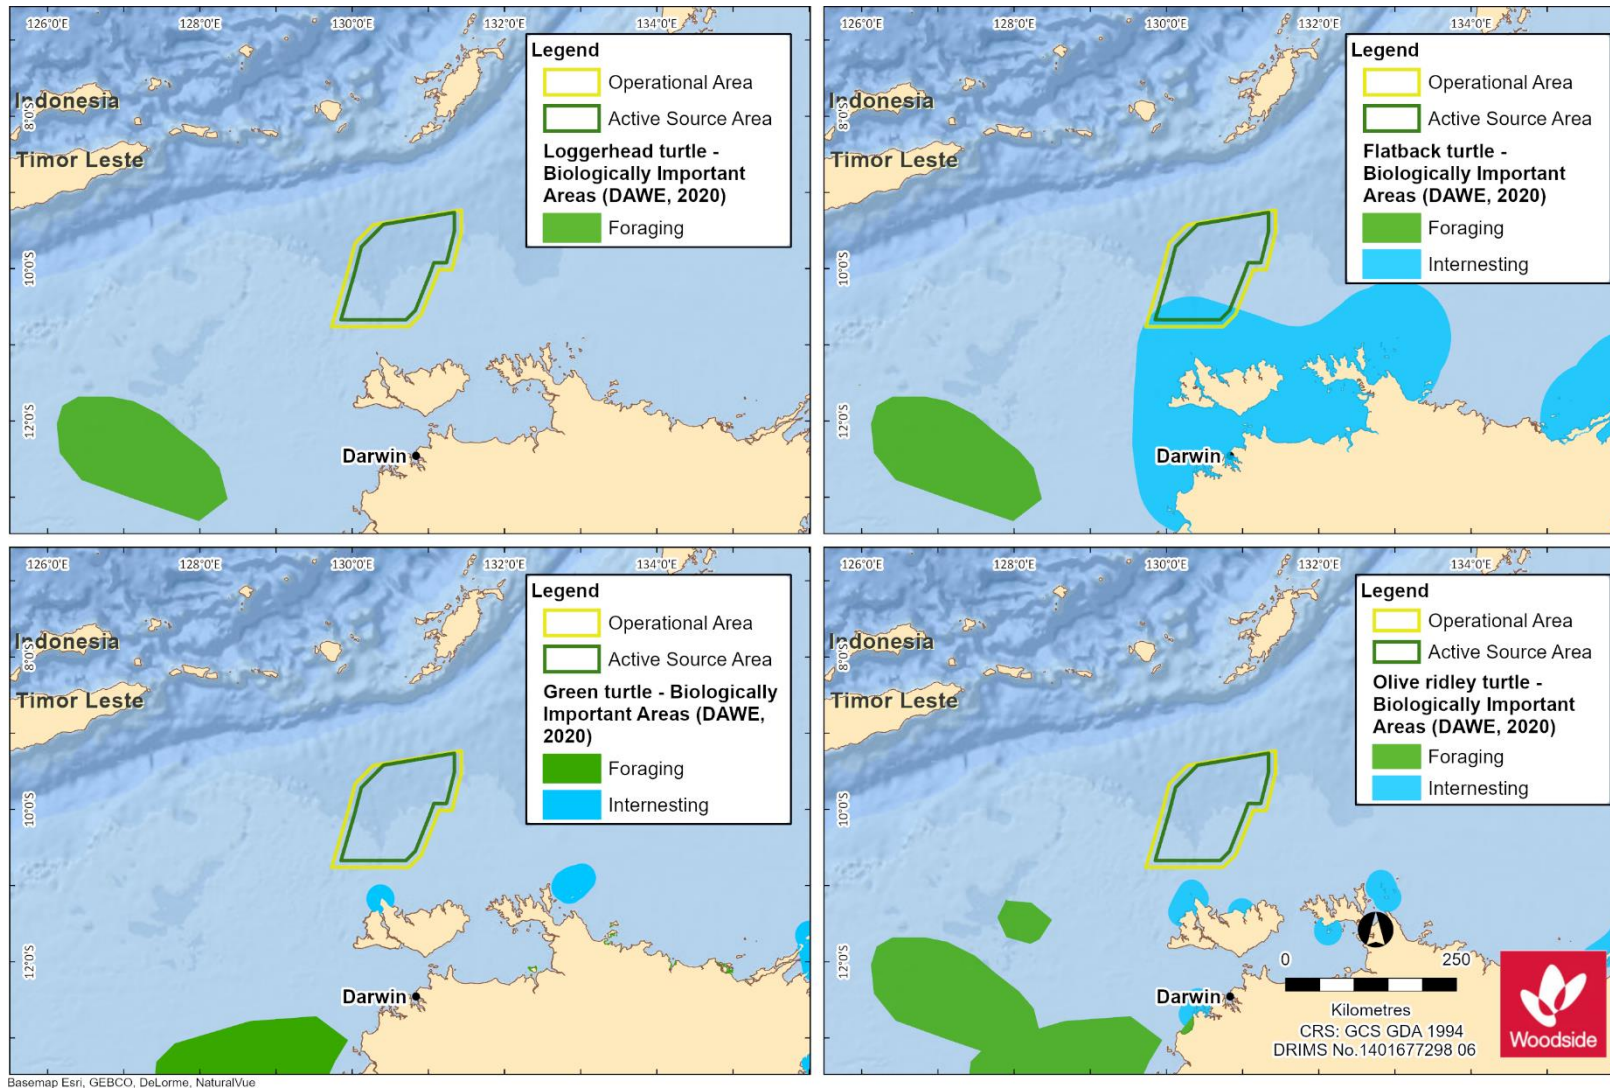 126°0'E 128°0'E 130°0'E 132°0'E 134°0'E
Legend
Operational Area
Active Source Area
Loggerhead turtle -
Biologically Important
Areas (DAWE, 2020)
Foraging
Indonesia
8°0'S
Timor Leste
10°0'S
12°0'S
Darwin
126°0'E 128°0'E 130°0'E 132°0'E 134°0'E
Legend
Operational Area
Active Source Area
Flatback turtle -
Biologically Important
Areas (DAWE, 2020)
Foraging
Internesting
Indonesia
8°0'S
Timor Leste
10°0'S
12°0'S
Darwin
126°0'E 128°0'E 130°0'E 132°0'E 134°0'E
Legend
Operational Area
Active Source Area
Green turtle - Biologically
Important Areas (DAWE,
2020)
Foraging
Internesting
Indonesia
8°0'S
Timor Leste
10°0'S
12°0'S
Darwin
126°0'E 128°0'E 130°0'E 132°0'E 134°0'E
Legend
Operational Area
Active Source Area
Olive ridley turtle -
Biologically Important
Areas (DAWE, 2020)
Foraging
Internesting
Indonesia
8°0'S
Timor Leste
10°0'S
12°0'S
Darwin
0 250
Kilometres
CRS: GCS GDA 1994
DRIMS No.1401677298 06
Woodside
Basemap Esri, GEBCO, DeLorme, NaturalVue